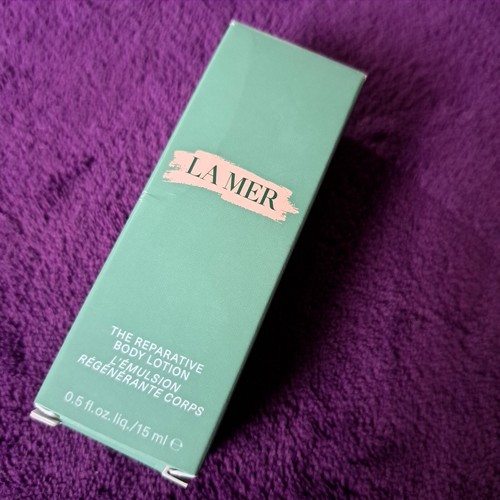 LA MER
THE REPARATIVE
BODY LOTION
L'ÉMULSION
RÉGÉNÉRANTE CORPS
0.5 fl.oz.liq./15 ml ℮